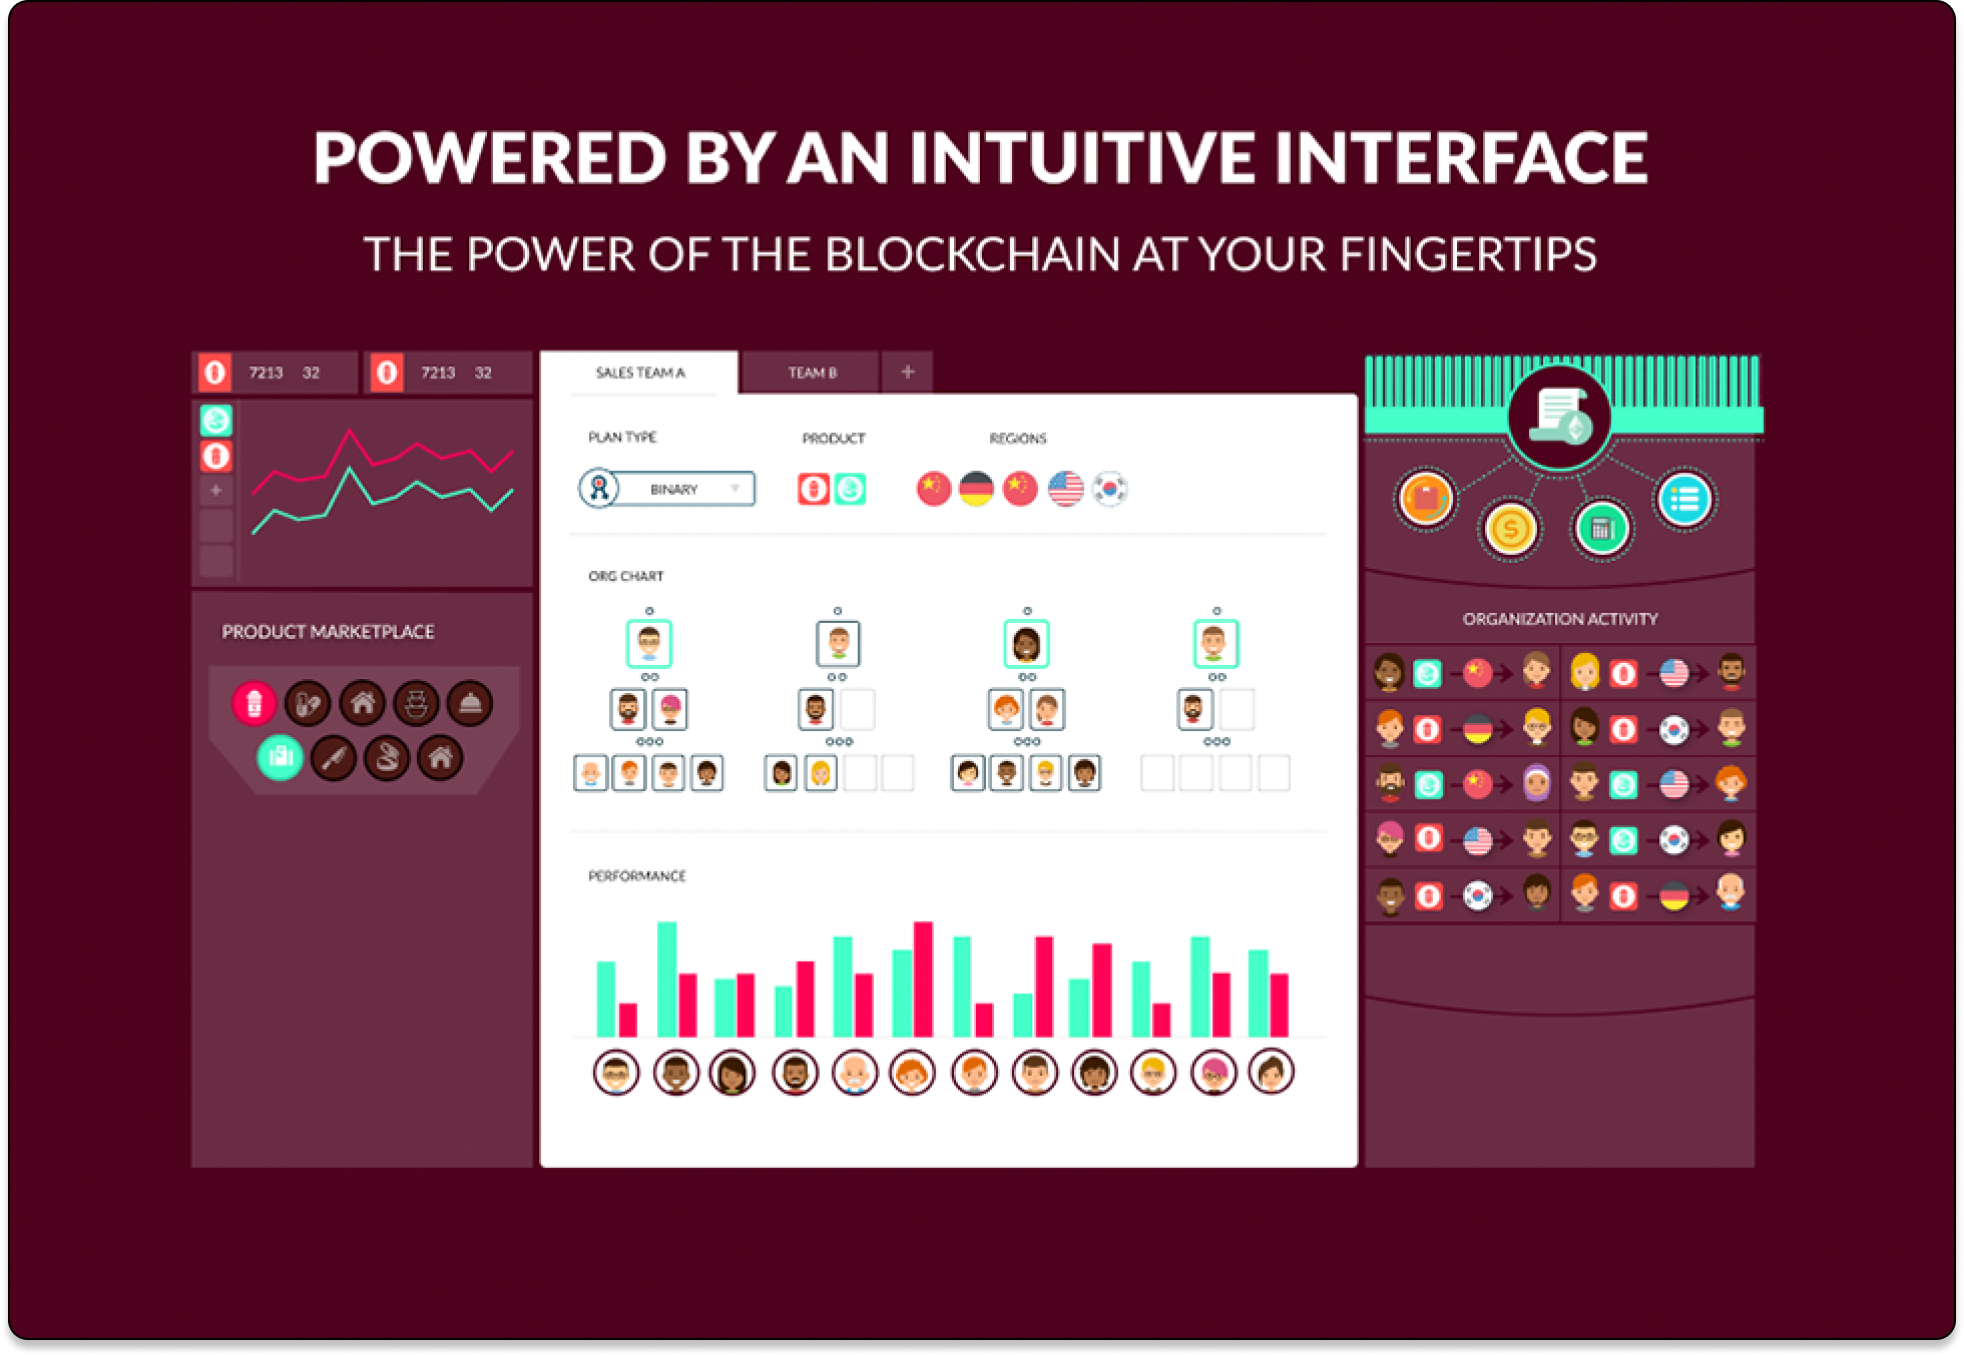 POWERED BY AN INTUITIVE INTERFACE
THE POWER OF THE BLOCKCHAIN AT YOUR FINGERTIPS
7213 32
7213 32
SALES TEAM A
TEAM B
+
+
PLAN TYPE
PRODUCT
REGIONS
BINARY
$
ORG CHART
PRODUCT MARKETPLACE
ORGANIZATION ACTIVITY
PERFORMANCE